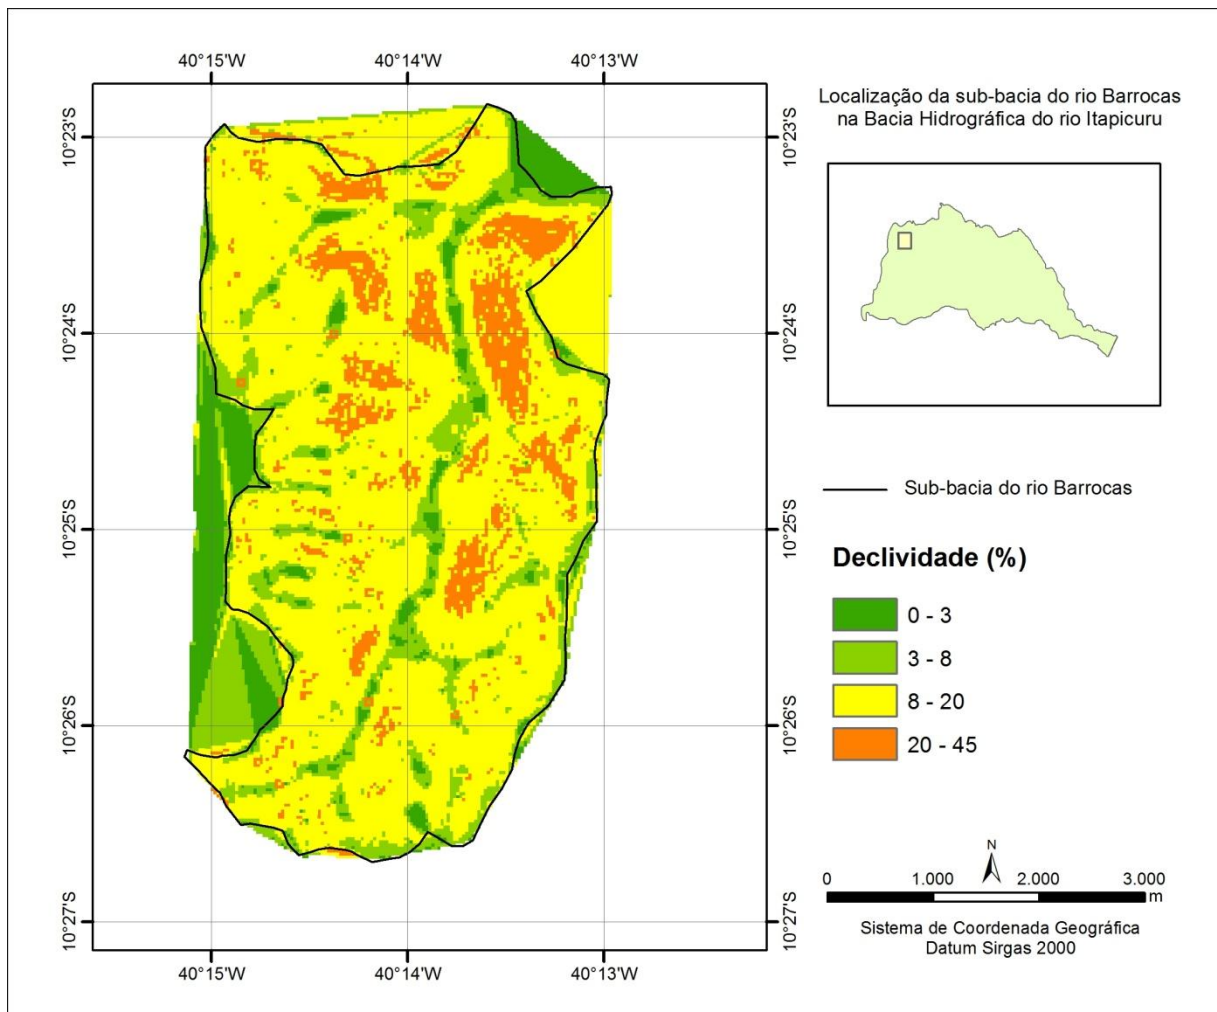 40°15'W 40°14'W 40°13'W
10°23'S 10°23'S
10°24'S 10°24'S
10°25'S 10°25'S
10°26'S 10°26'S
10°27'S 10°27'S
40°15'W 40°14'W 40°13'W
Localização da sub-bacia do rio Barrocas
na Bacia Hidrográfica do rio Itapicuru
Sub-bacia do rio Barrocas
Declividade (%)
0 - 3
3 - 8
8 - 20
20 - 45
N
0 1.000 2.000 3.000
m
Sistema de Coordenada Geográfica
Datum Sirgas 2000